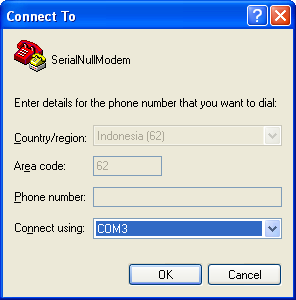 Connect To
SerialNullModem
Enter details for the phone number that you want to dial:
Country/region: Indonesia (62)
Area code: 62
Phone number:
Connect using: COM3
OK Cancel